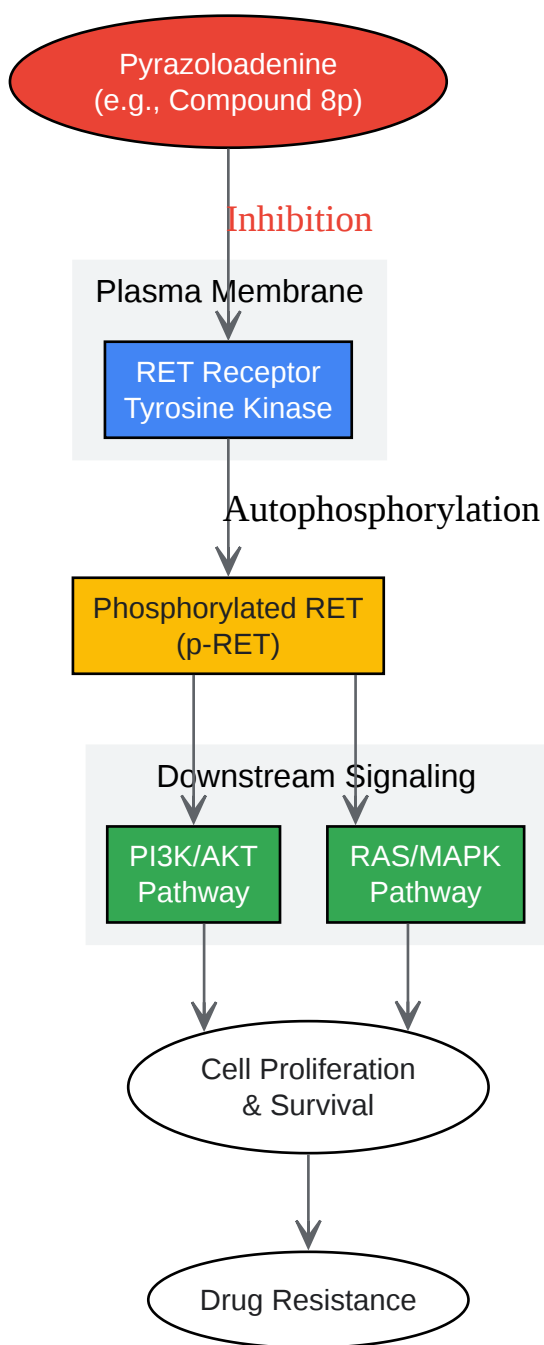 Pyrazoloadenine
(e.g., Compound 8p)
Inhibition
Plasma Membrane
RET Receptor
Tyrosine Kinase
Autophosphorylation
Phosphorylated RET
(p-RET)
Downstream Signaling
PI3K/AKT
Pathway
RAS/MAPK
Pathway
Cell Proliferation
& Survival
Drug Resistance